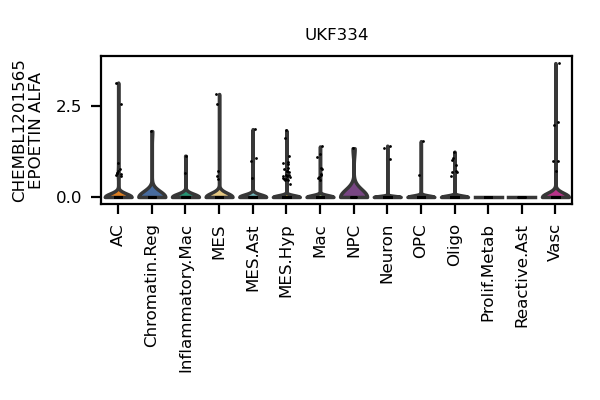 UKF334
CHEMBL1201565
EPOETIN ALFA
2.5
0.0
AC
Chromatin.Reg
Inflammatory.Mac
MES
MES.Ast
MES.Hyp
Mac
NPC
Neuron
OPC
Oligo
Prolif.Metab
Reactive.Ast
Vasc